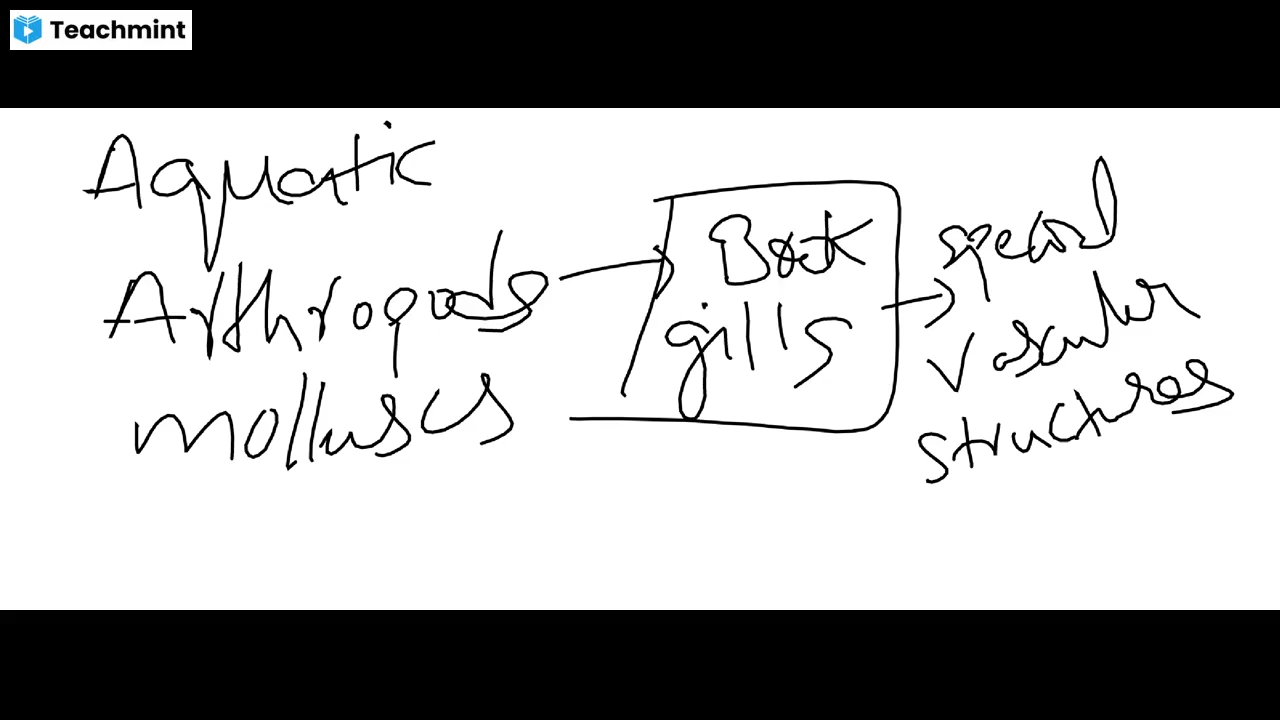 Teachmint
Aquatic
Arthropods
molluscs
Book
gills
special
vascular
structures